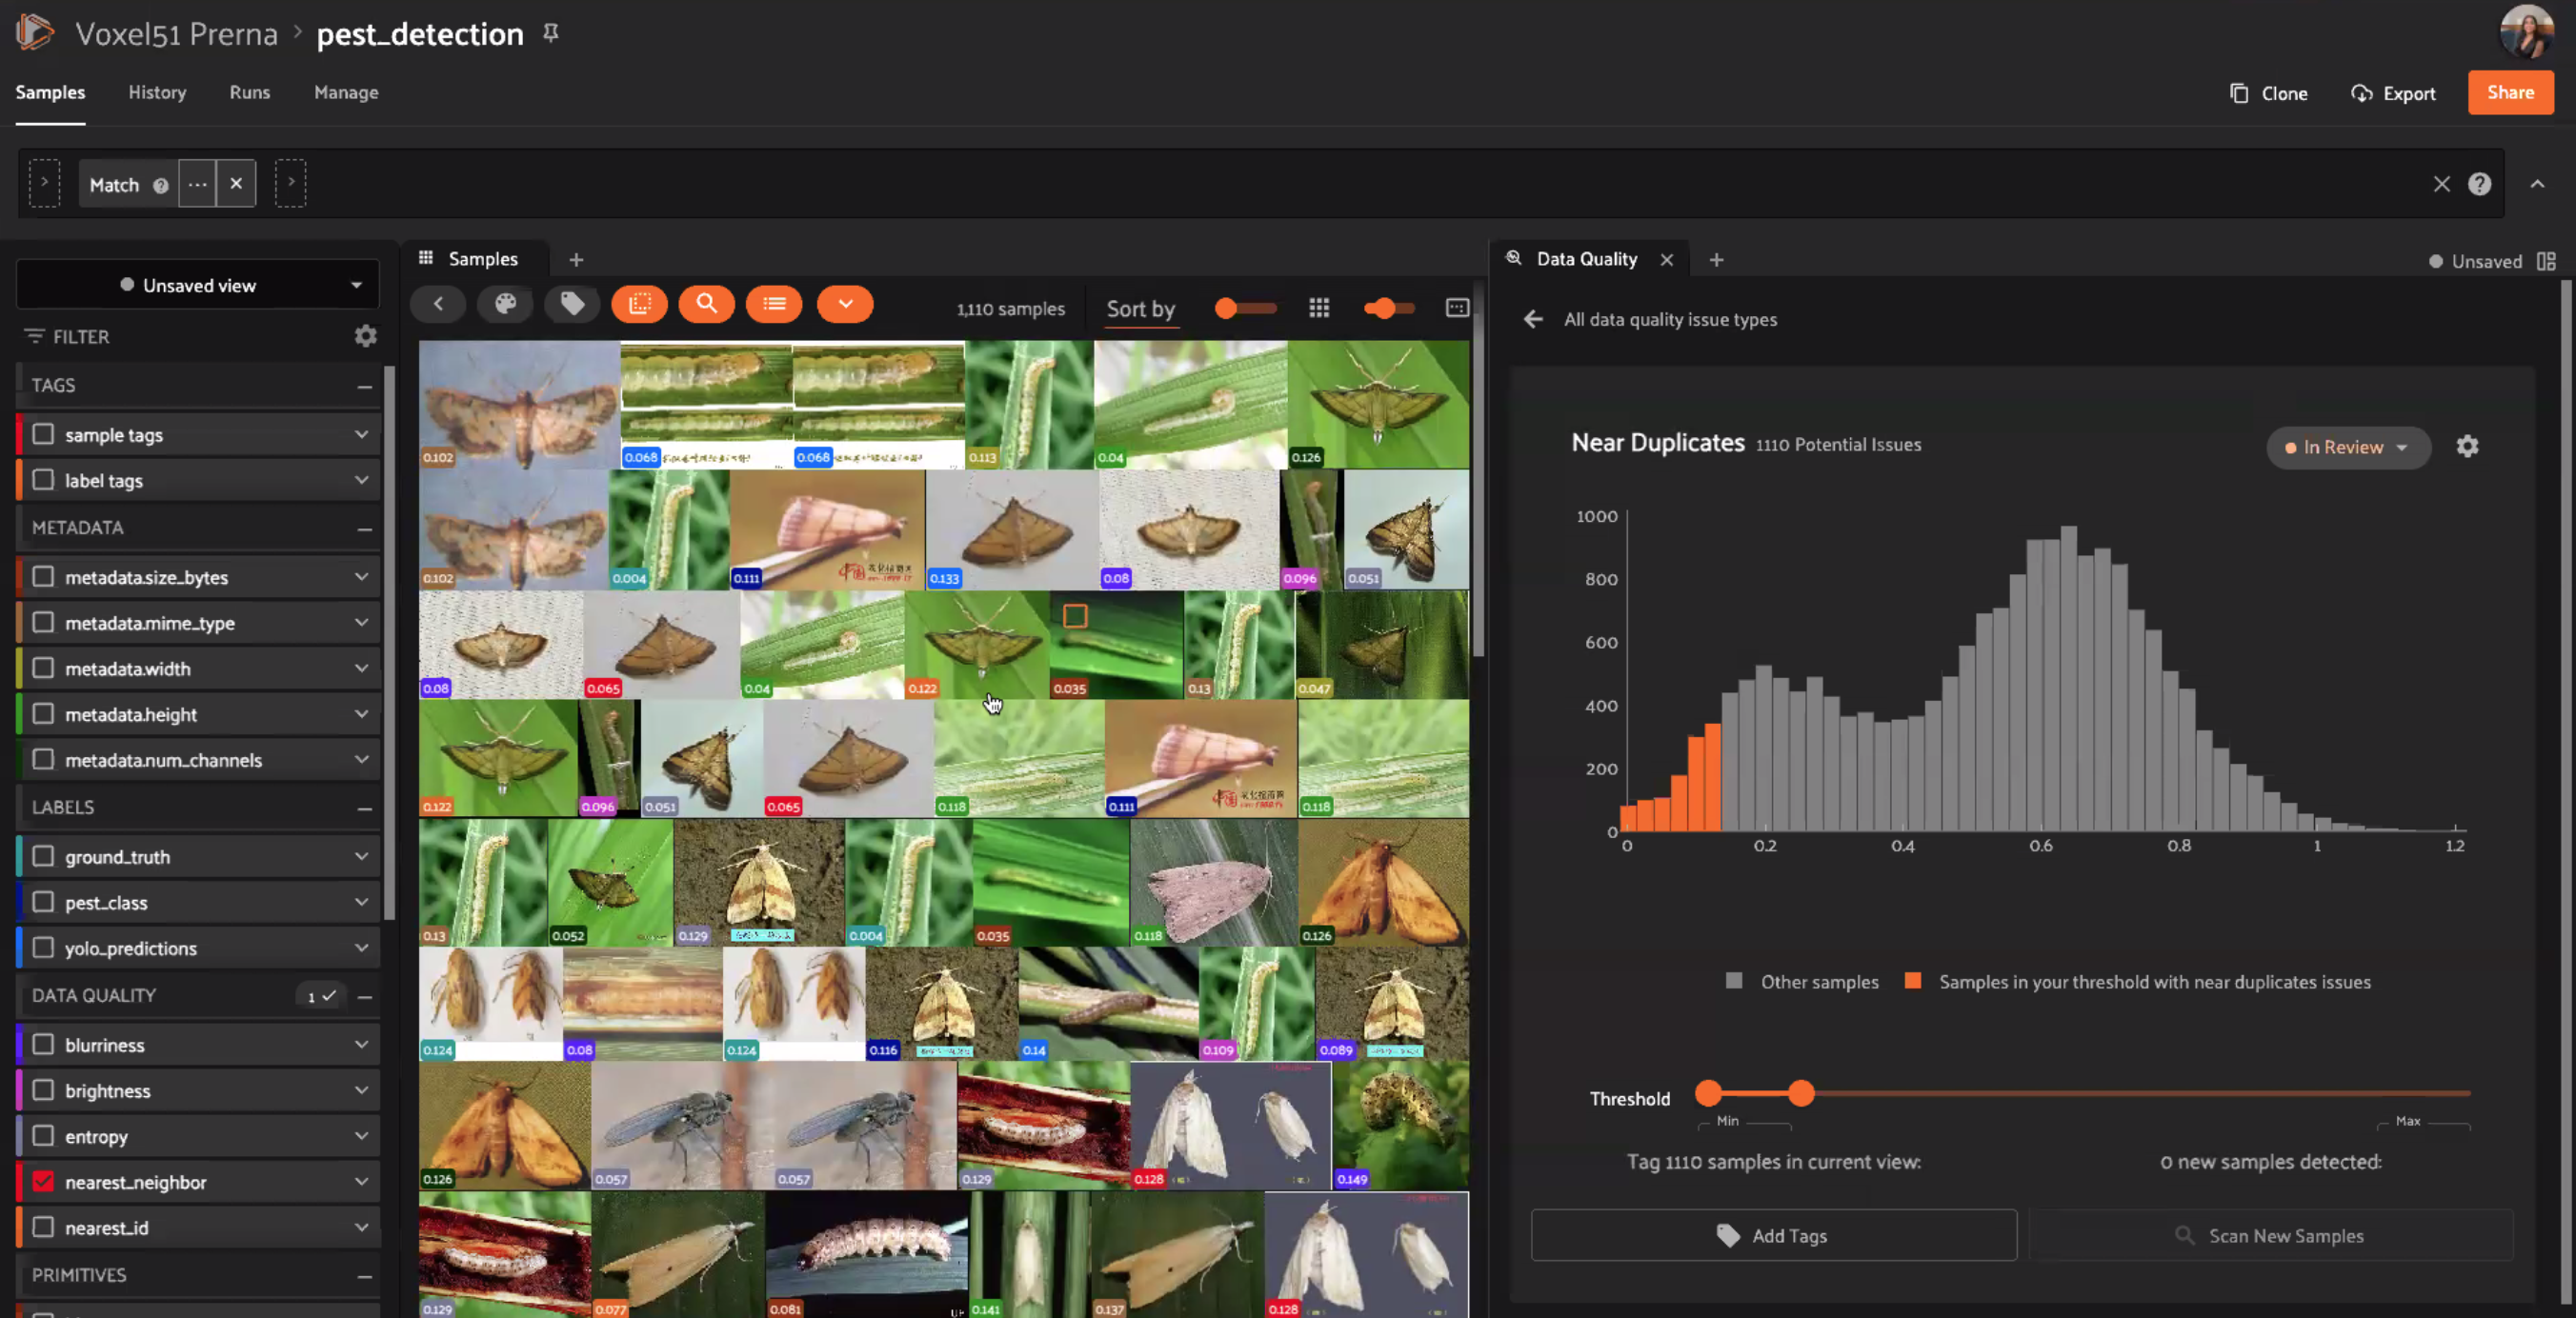 Voxel51 Prerna > pest_detection
Samples History Runs Manage
Clone Export Share
> Match ? ... × >
Unsaved view
Samples +
Data Quality × +
Unsaved
1,110 samples Sort by
FILTER
TAGS
sample tags
label tags
METADATA
metadata.size_bytes
metadata.mime_type
metadata.width
metadata.height
metadata.num_channels
LABELS
ground_truth
pest_class
yolo_predictions
DATA QUALITY 1
blurriness
brightness
entropy
nearest_neighbor
nearest_id
PRIMITIVES
0.102 0.068 0.068 0.113 0.04 0.126
0.102 0.004 0.111 0.133 0.08 0.096 0.051
0.08 0.065 0.04 0.122 0.035 0.13 0.047
0.122 0.096 0.051 0.065 0.118 0.111 0.118
0.13 0.052 0.129 0.004 0.035 0.118 0.126
0.124 0.08 0.124 0.116 0.14 0.109 0.089
0.126 0.057 0.057 0.129 0.128 0.149
0.129 0.077 0.081 0.141 0.137 0.128
All data quality issue types
Near Duplicates 1110 Potential Issues
In Review
1000
800
600
400
200
0
0 0.2 0.4 0.6 0.8 1 1.2
Other samples Samples in your threshold with near duplicates issues
Threshold
Min Max
Tag 1110 samples in current view: 0 new samples detected:
Add Tags Scan New Samples